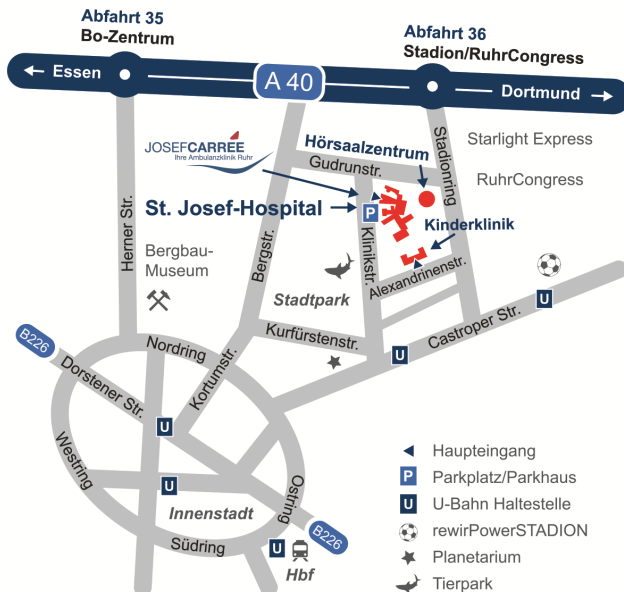 Abfahrt 35
Bo-Zentrum
Abfahrt 36
Stadion/RuhrCongress
← Essen
A 40
Dortmund →
JOSEFCARRÉE
Ihre Ambulanzklinik Ruhr
Hörsaalzentrum
Gudrunstr.
Stadionring
Starlight Express
RuhrCongress
St. Josef-Hospital
P
Kinderklinik
Herner Str.
Bergbau-
Museum
Bergstr.
Klinikstr.
Stadtpark
Alexandrinenstr.
U
Castroper Str.
Kurfürstenstr.
U
B226
Nordring
Dorstener Str.
Kortumstr.
U
Westring
U
Innenstadt
Ostring
B226
Südring
U
Hbf
Haupteingang
P Parkplatz/Parkhaus
U U-Bahn Haltestelle
rewirPowerSTADION
Planetarium
Tierpark